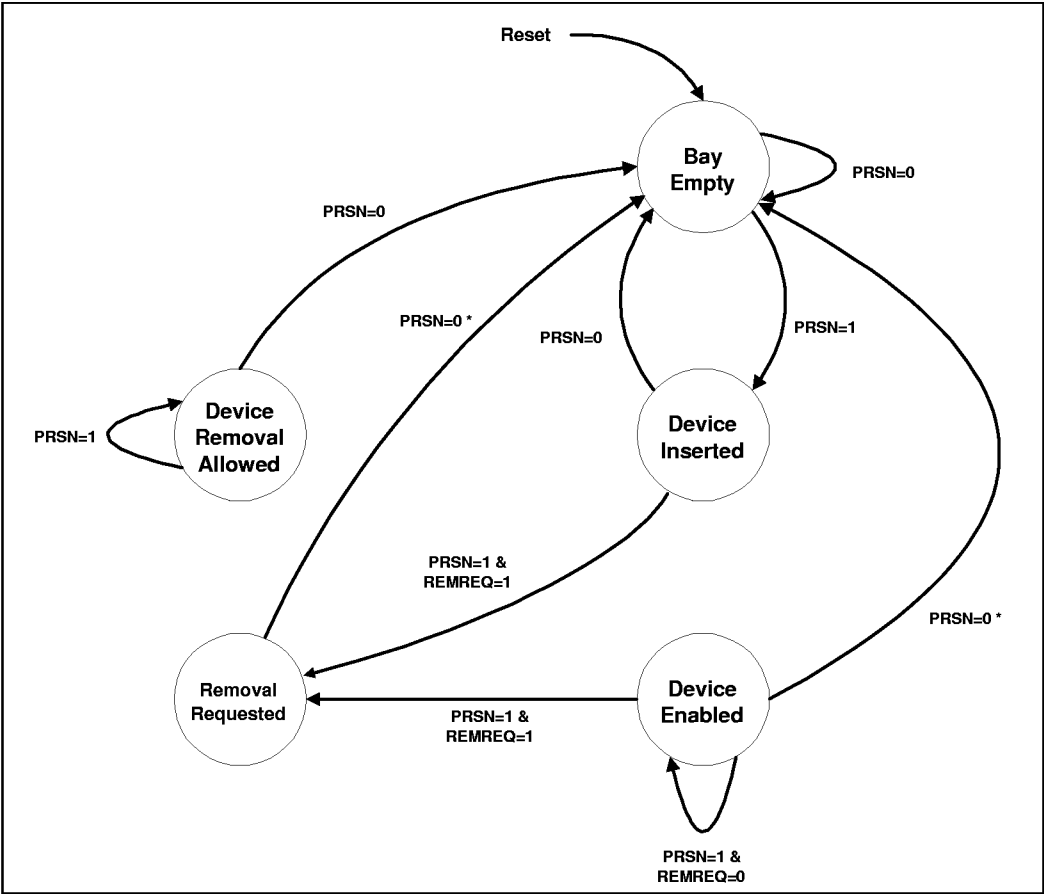 Reset
Bay
Empty
PRSN=0
PRSN=0
PRSN=0 *
PRSN=0
PRSN=1
Device
Removal
Allowed
PRSN=1
Device
Inserted
PRSN=1 &
REMREQ=1
PRSN=0 *
Removal
Requested
Device
Enabled
PRSN=1 &
REMREQ=1
PRSN=1 &
REMREQ=0